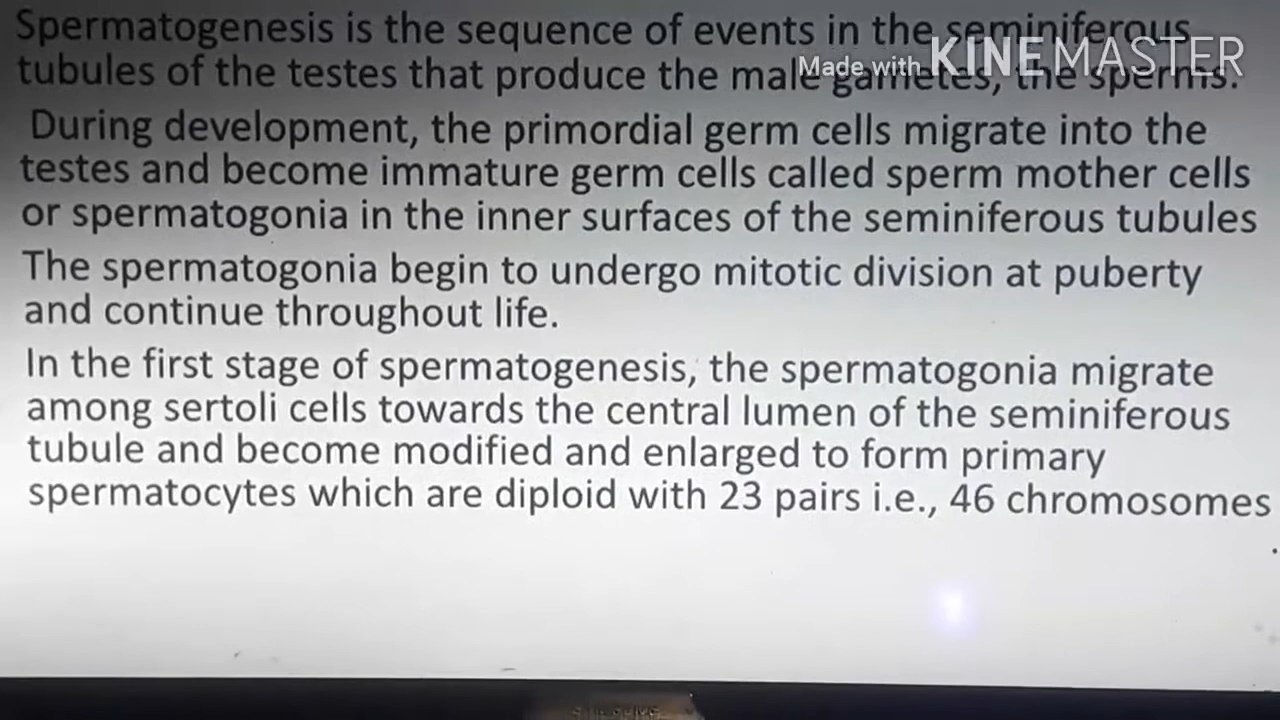 Spermatogenesis is the sequence of events in the seminiferous
tubules of the testes that produce the male gametes, the sperms.
Made with KINEMASTER
During development, the primordial germ cells migrate into the
testes and become immature germ cells called sperm mother cells
or spermatogonia in the inner surfaces of the seminiferous tubules
The spermatogonia begin to undergo mitotic division at puberty
and continue throughout life.
In the first stage of spermatogenesis, the spermatogonia migrate
among sertoli cells towards the central lumen of the seminiferous
tubule and become modified and enlarged to form primary
spermatocytes which are diploid with 23 pairs i.e., 46 chromosomes
.